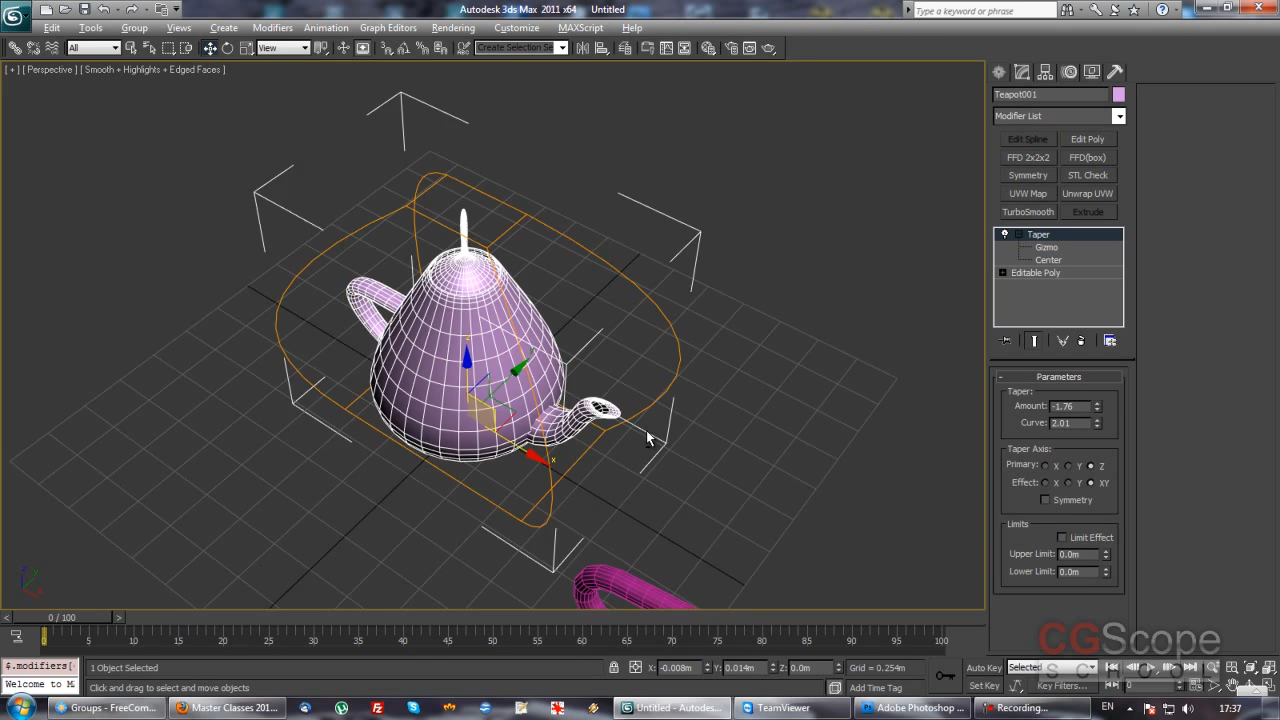 Autodesk 3ds Max 2011 x64 Untitled
Type a keyword or phrase
Edit Tools Group Views Create Modifiers Animation Graph Editors Rendering Customize MAXScript Help
All View Create Selection Se
[ + ] [ Perspective ] [ Smooth + Highlights + Edged Faces ]
Teapot001
Modifier List
Edit Spline Edit Poly
FFD 2x2x2 FFD(box)
Symmetry STL Check
UVW Map Unwrap UVW
TurboSmooth Extrude
Taper
Gizmo
Center
Editable Poly
Parameters
Taper:
Amount: -1.76
Curve: 2.01
Taper Axis:
Primary: X Y Z
Effect: X Y XY
Symmetry
Limits
Limit Effect
Upper Limit: 0.0m
Lower Limit: 0.0m
z
x
z y x
0 / 100
0 5 10 15 20 25 30 35 40 45 50 55 60 65 70 75 80 85 90 95 100
CGScope
SCHOOL
$.modifiers[ 1 Object Selected X: -0.008m Y: 0.014m Z: 0.0m Grid = 0.254m Auto Key Selected
Welcome to M Click and drag to select and move objects Add Time Tag Set Key Key Filters... 0
Groups - FreeCom... Master Classes 201... Untitled - Autodes... TeamViewer Adobe Photoshop ... Recording... EN 17:37